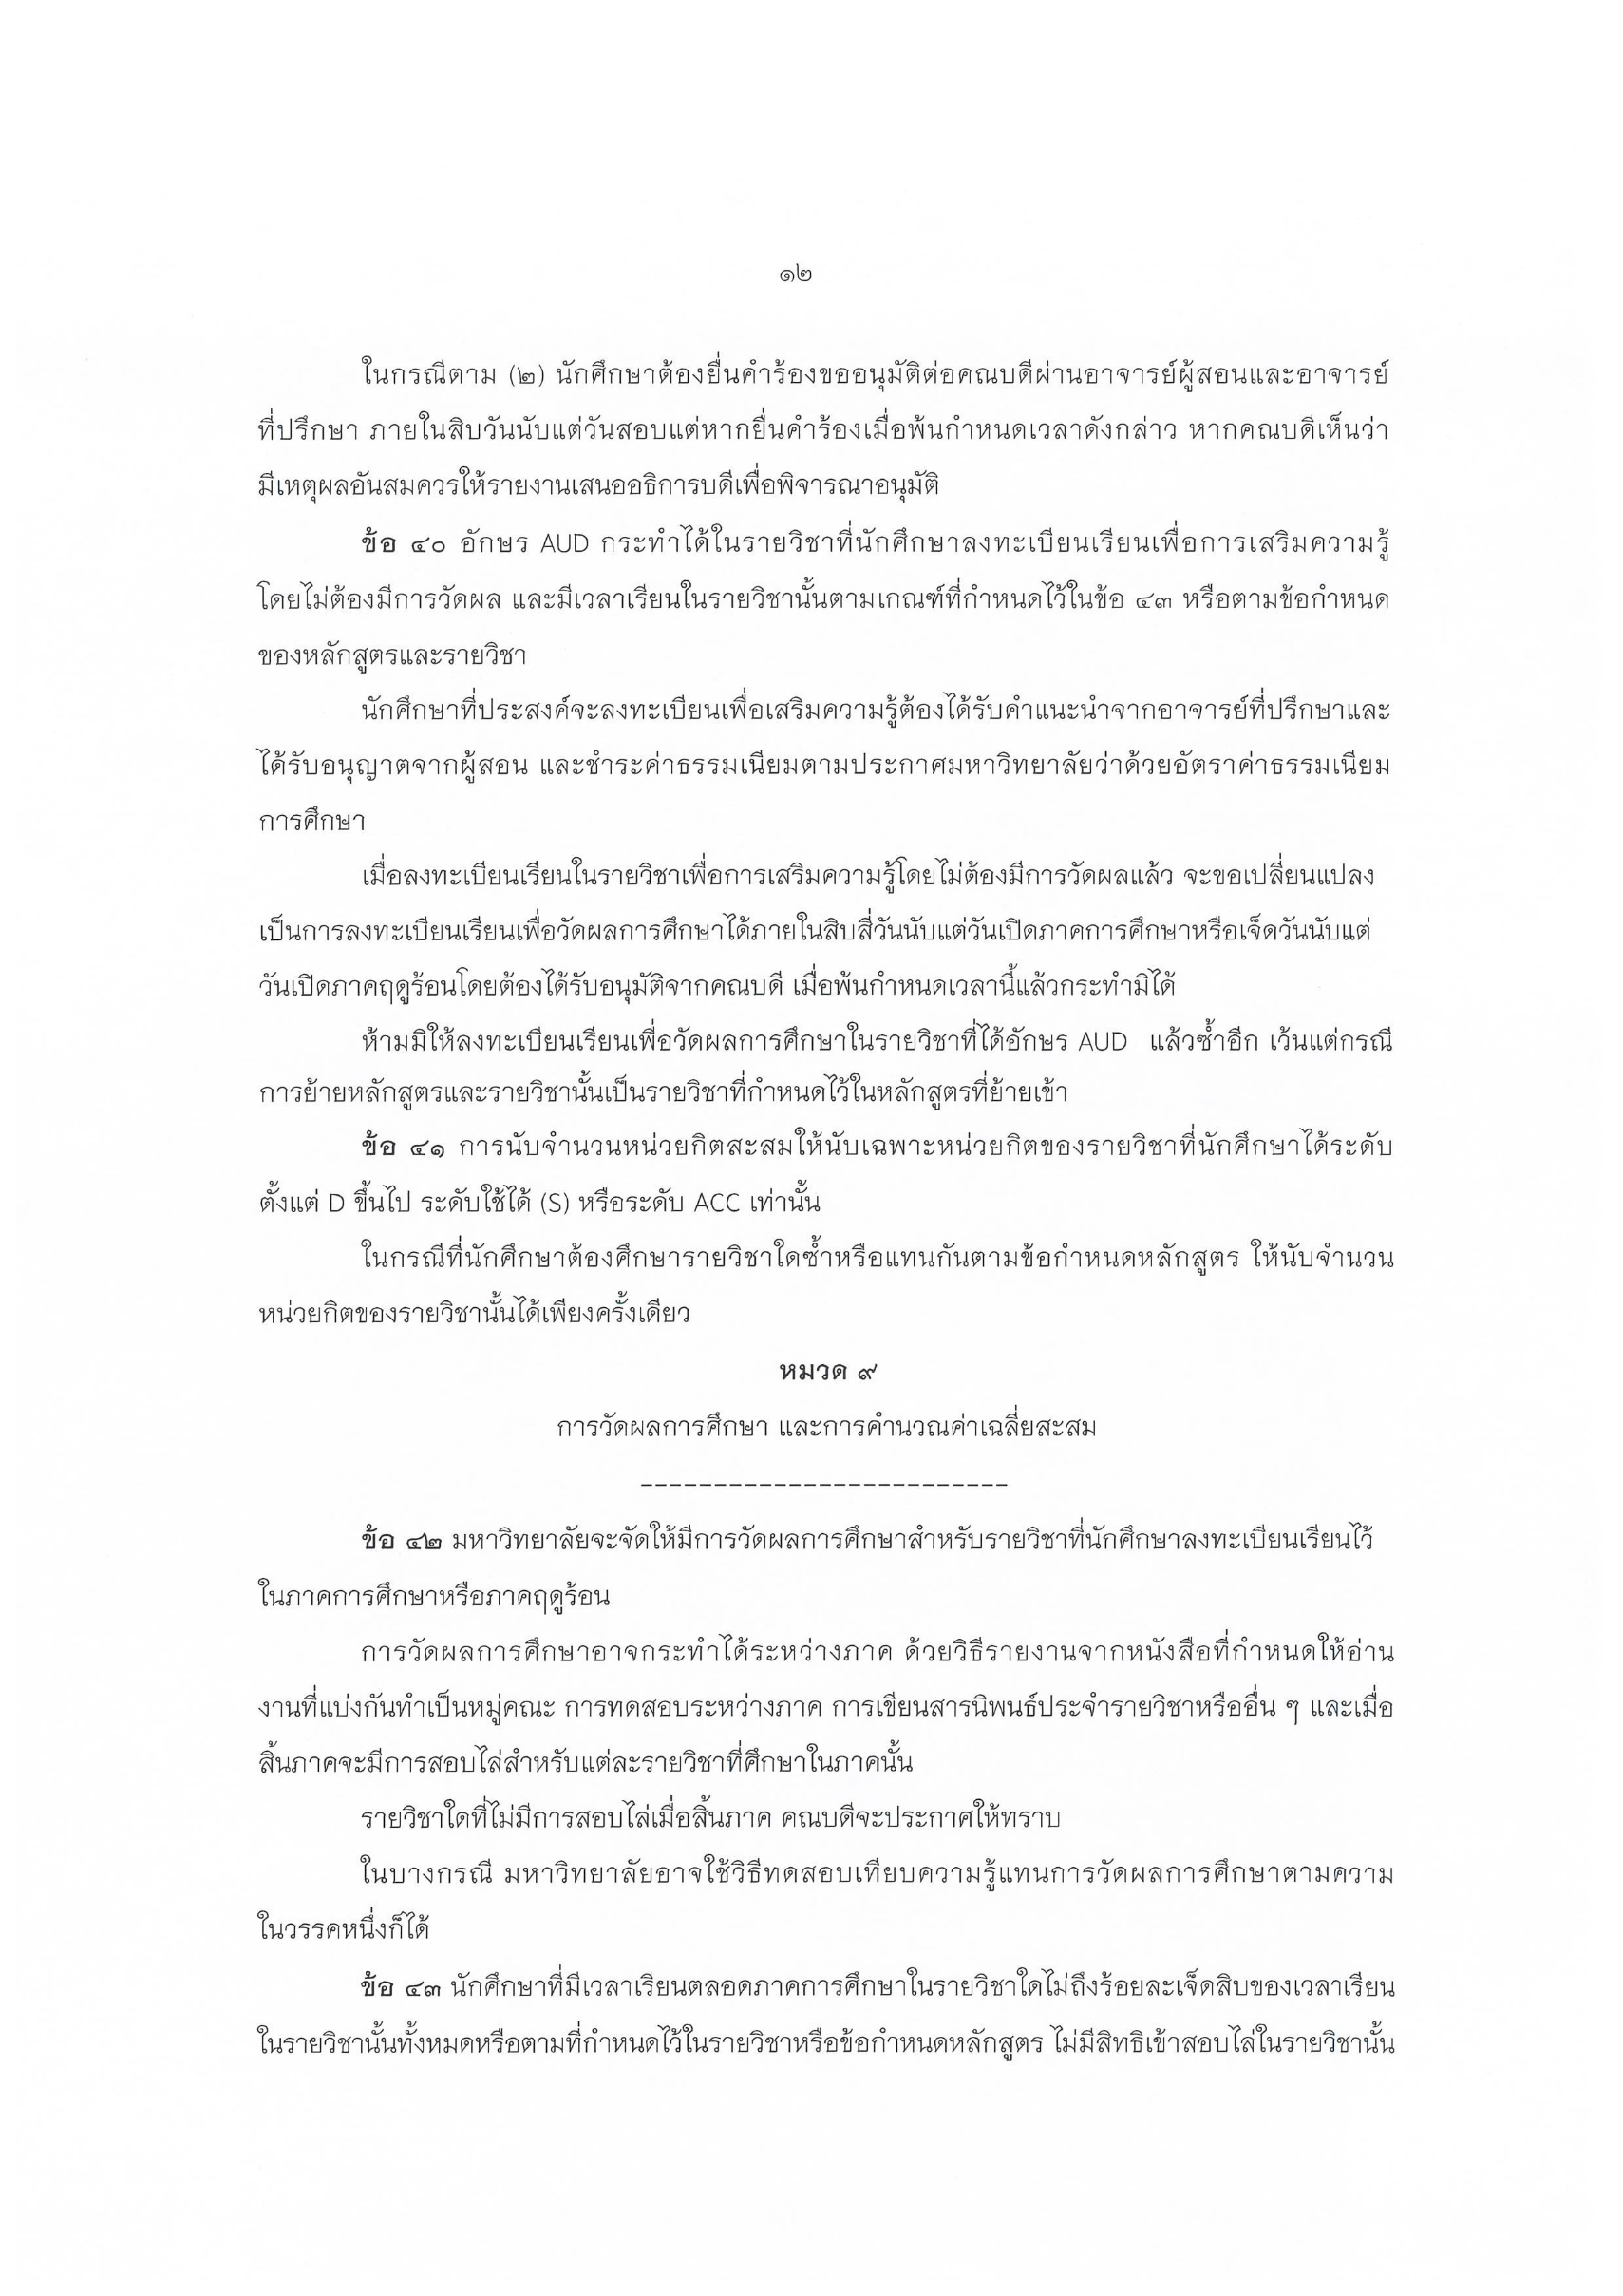 ๑๒
ในกรณีตาม (๒) นักศึกษาต้องยื่นคำร้องขออนุมัติต่อคณบดีผ่านอาจารย์ผู้สอนและอาจารย์
ที่ปรึกษา ภายในสิบวันนับแต่วันสอบแต่หากยื่นคำร้องเมื่อพ้นกำหนดเวลาดังกล่าว หากคณบดีเห็นว่า
มีเหตุผลอันสมควรให้รายงานเสนออธิการบดีเพื่อพิจารณาอนุมัติ
ข้อ ๔๐ อักษร AUD กระทำได้ในรายวิชาที่นักศึกษาลงทะเบียนเรียนเพื่อการเสริมความรู้
โดยไม่ต้องมีการวัดผล และมีเวลาเรียนในรายวิชานั้นตามเกณฑ์ที่กำหนดไว้ในข้อ ๔๓ หรือตามข้อกำหนด
ของหลักสูตรและรายวิชา
นักศึกษาที่ประสงค์จะลงทะเบียนเพื่อเสริมความรู้ต้องได้รับคำแนะนำจากอาจารย์ที่ปรึกษาและ
ได้รับอนุญาตจากผู้สอน และชำระค่าธรรมเนียมตามประกาศมหาวิทยาลัยว่าด้วยอัตราค่าธรรมเนียม
การศึกษา
เมื่อลงทะเบียนเรียนในรายวิชาเพื่อการเสริมความรู้โดยไม่ต้องมีการวัดผลแล้ว จะขอเปลี่ยนแปลง
เป็นการลงทะเบียนเรียนเพื่อวัดผลการศึกษาได้ภายในสิบสี่วันนับแต่วันเปิดภาคการศึกษาหรือเจ็ดวันนับแต่
วันเปิดภาคฤดูร้อนโดยต้องได้รับอนุมัติจากคณบดี เมื่อพ้นกำหนดเวลานี้แล้วกระทำมิได้
ห้ามมิให้ลงทะเบียนเรียนเพื่อวัดผลการศึกษาในรายวิชาที่ได้อักษร AUD แล้วซ้ำอีก เว้นแต่กรณี
การย้ายหลักสูตรและรายวิชานั้นเป็นรายวิชาที่กำหนดไว้ในหลักสูตรที่ย้ายเข้า
ข้อ ๔๑ การนับจำนวนหน่วยกิตสะสมให้นับเฉพาะหน่วยกิตของรายวิชาที่นักศึกษาได้ระดับ
ตั้งแต่ D ขึ้นไป ระดับใช้ได้ (S) หรือระดับ ACC เท่านั้น
ในกรณีที่นักศึกษาต้องศึกษารายวิชาใดซ้ำหรือแทนกันตามข้อกำหนดหลักสูตร ให้นับจำนวน
หน่วยกิตของรายวิชานั้นได้เพียงครั้งเดียว
หมวด ๙
การวัดผลการศึกษา และการคำนวณค่าเฉลี่ยสะสม
-------------------------
ข้อ ๔๒ มหาวิทยาลัยจะจัดให้มีการวัดผลการศึกษาสำหรับรายวิชาที่นักศึกษาลงทะเบียนเรียนไว้
ในภาคการศึกษาหรือภาคฤดูร้อน
การวัดผลการศึกษาอาจกระทำได้ระหว่างภาค ด้วยวิธีรายงานจากหนังสือที่กำหนดให้อ่าน
งานที่แบ่งกันทำเป็นหมู่คณะ การทดสอบระหว่างภาค การเขียนสารนิพนธ์ประจำรายวิชาหรืออื่น ๆ และเมื่อ
สิ้นภาคจะมีการสอบไล่สำหรับแต่ละรายวิชาที่ศึกษาในภาคนั้น
รายวิชาใดที่ไม่มีการสอบไล่เมื่อสิ้นภาค คณบดีจะประกาศให้ทราบ
ในบางกรณี มหาวิทยาลัยอาจใช้วิธีทดสอบเทียบความรู้แทนการวัดผลการศึกษาตามความ
ในวรรคหนึ่งก็ได้
ข้อ ๔๓ นักศึกษาที่มีเวลาเรียนตลอดภาคการศึกษาในรายวิชาใดไม่ถึงร้อยละเจ็ดสิบของเวลาเรียน
ในรายวิชานั้นทั้งหมดหรือตามที่กำหนดไว้ในรายวิชาหรือข้อกำหนดหลักสูตร ไม่มีสิทธิเข้าสอบไล่ในรายวิชานั้น